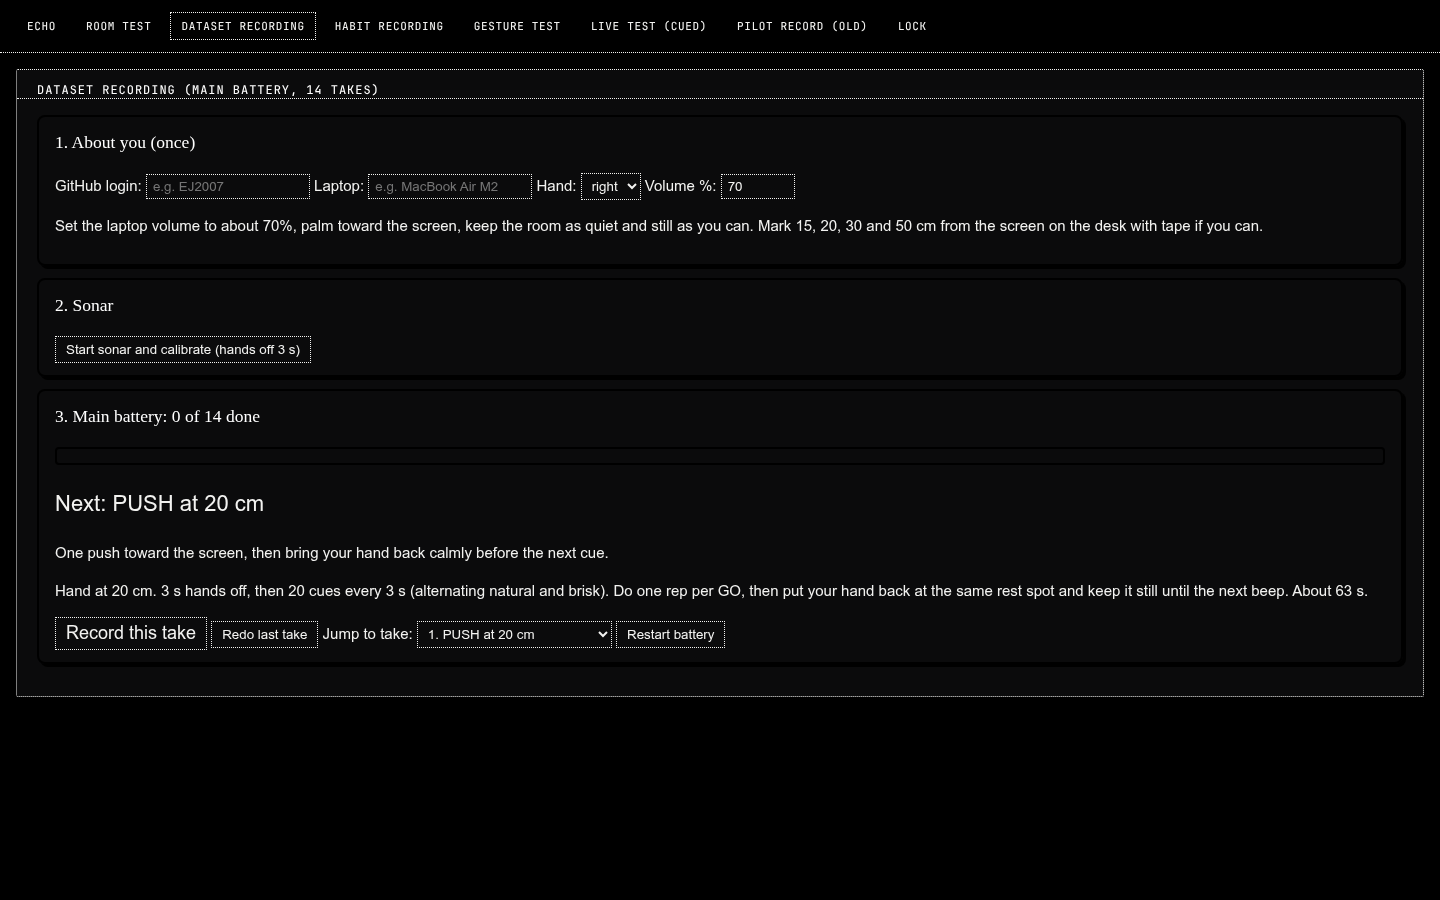 ECHO ROOM TEST DATASET RECORDING HABIT RECORDING GESTURE TEST LIVE TEST (CUED) PILOT RECORD (OLD) LOCK
DATASET RECORDING (MAIN BATTERY, 14 TAKES)
1. About you (once)
GitHub login: e.g. EJ2007 Laptop: e.g. MacBook Air M2 Hand: right Volume %: 70
Set the laptop volume to about 70%, palm toward the screen, keep the room as quiet and still as you can. Mark 15, 20, 30 and 50 cm from the screen on the desk with tape if you can.
2. Sonar
Start sonar and calibrate (hands off 3 s)
3. Main battery: 0 of 14 done
Next: PUSH at 20 cm
One push toward the screen, then bring your hand back calmly before the next cue.
Hand at 20 cm. 3 s hands off, then 20 cues every 3 s (alternating natural and brisk). Do one rep per GO, then put your hand back at the same rest spot and keep it still until the next beep. About 63 s.
Record this take Redo last take Jump to take: 1. PUSH at 20 cm Restart battery